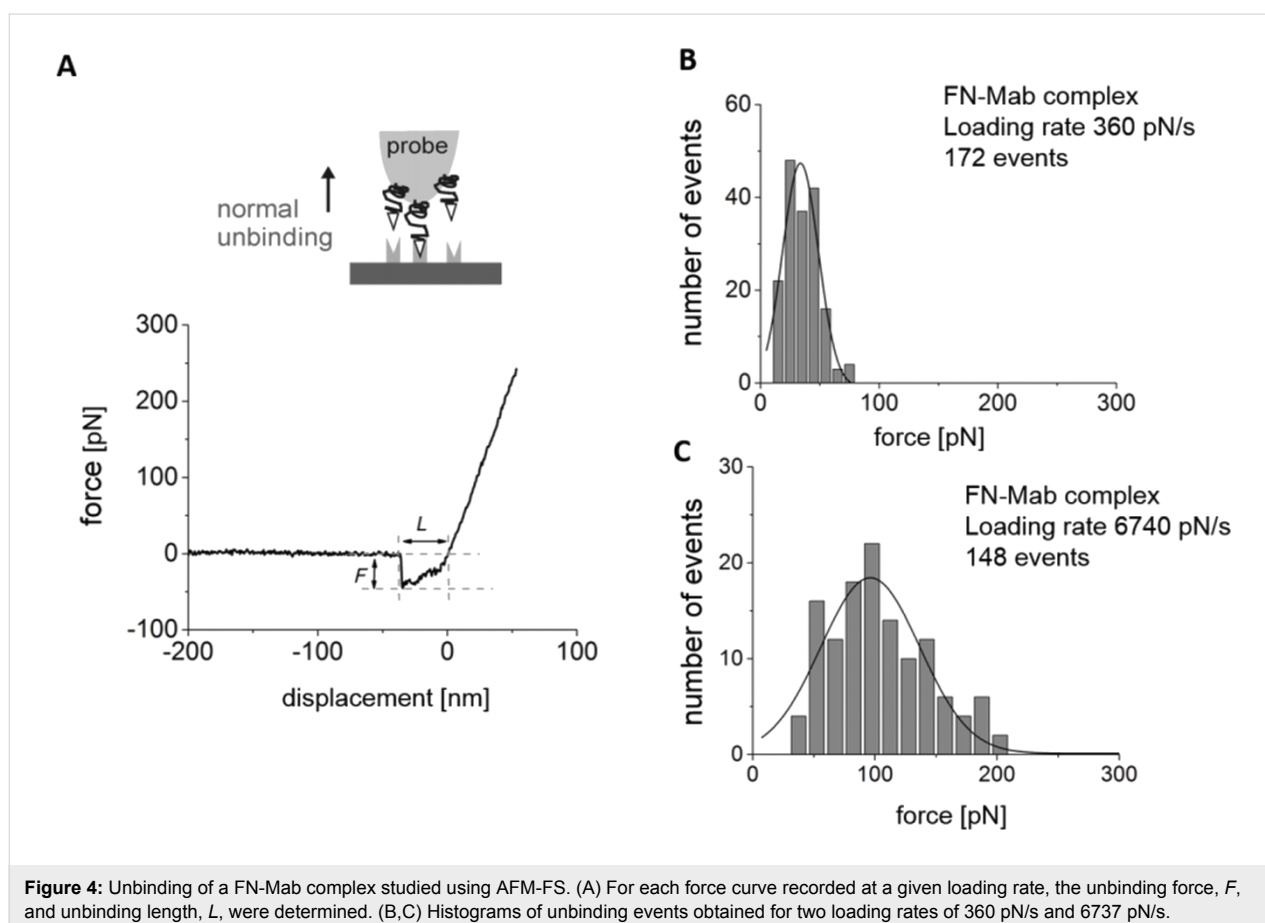 A
probe
normal
unbinding
300
200
100
0
-100
force [pN]
L
F
-200
-100
0
100
displacement [nm]
B
FN-Mab complex
Loading rate 360 pN/s
172 events
60
40
20
0
number of events
0
100
200
300
force [pN]
C
FN-Mab complex
Loading rate 6740 pN/s
148 events
30
20
10
0
number of events
0
100
200
300
force [pN]
Figure 4: Unbinding of a FN-Mab complex studied using AFM-FS. (A) For each force curve recorded at a given loading rate, the unbinding force, F,
and unbinding length, L, were determined. (B,C) Histograms of unbinding events obtained for two loading rates of 360 pN/s and 6737 pN/s.